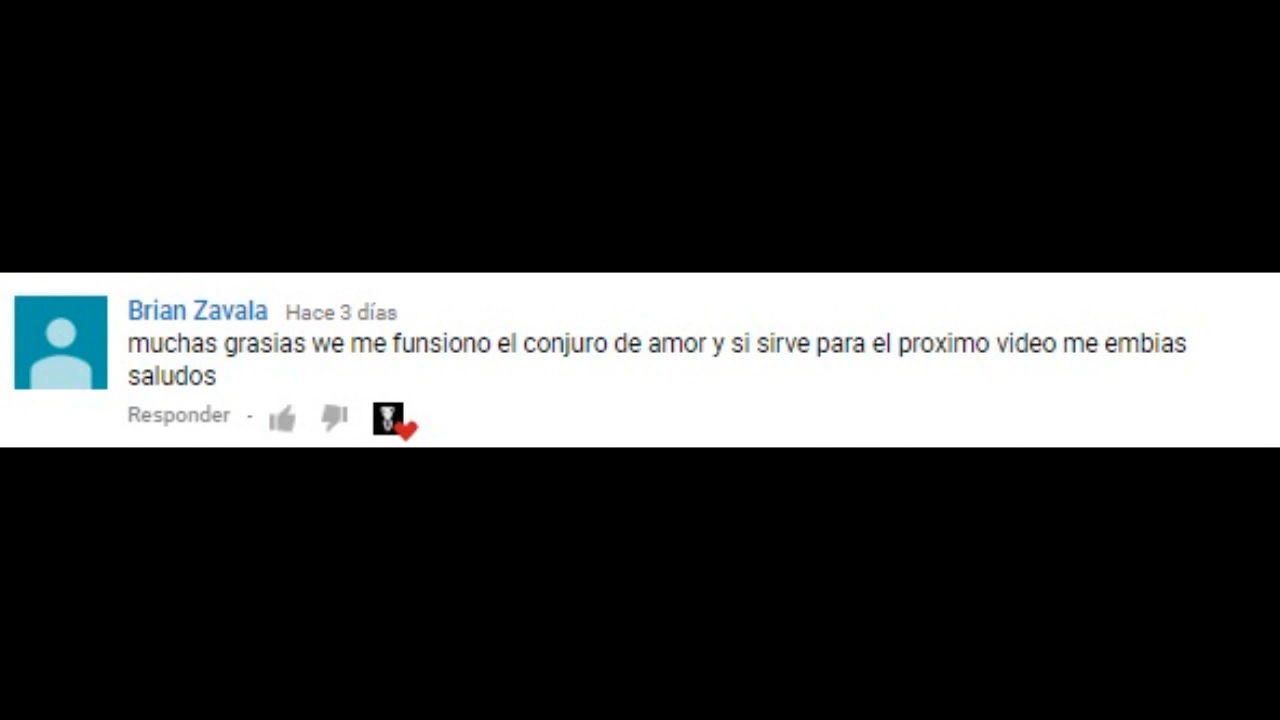 Brian Zavala Hace 3 días
muchas grasias we me funsiono el conjuro de amor y si sirve para el proximo video me embias
saludos
Responder -